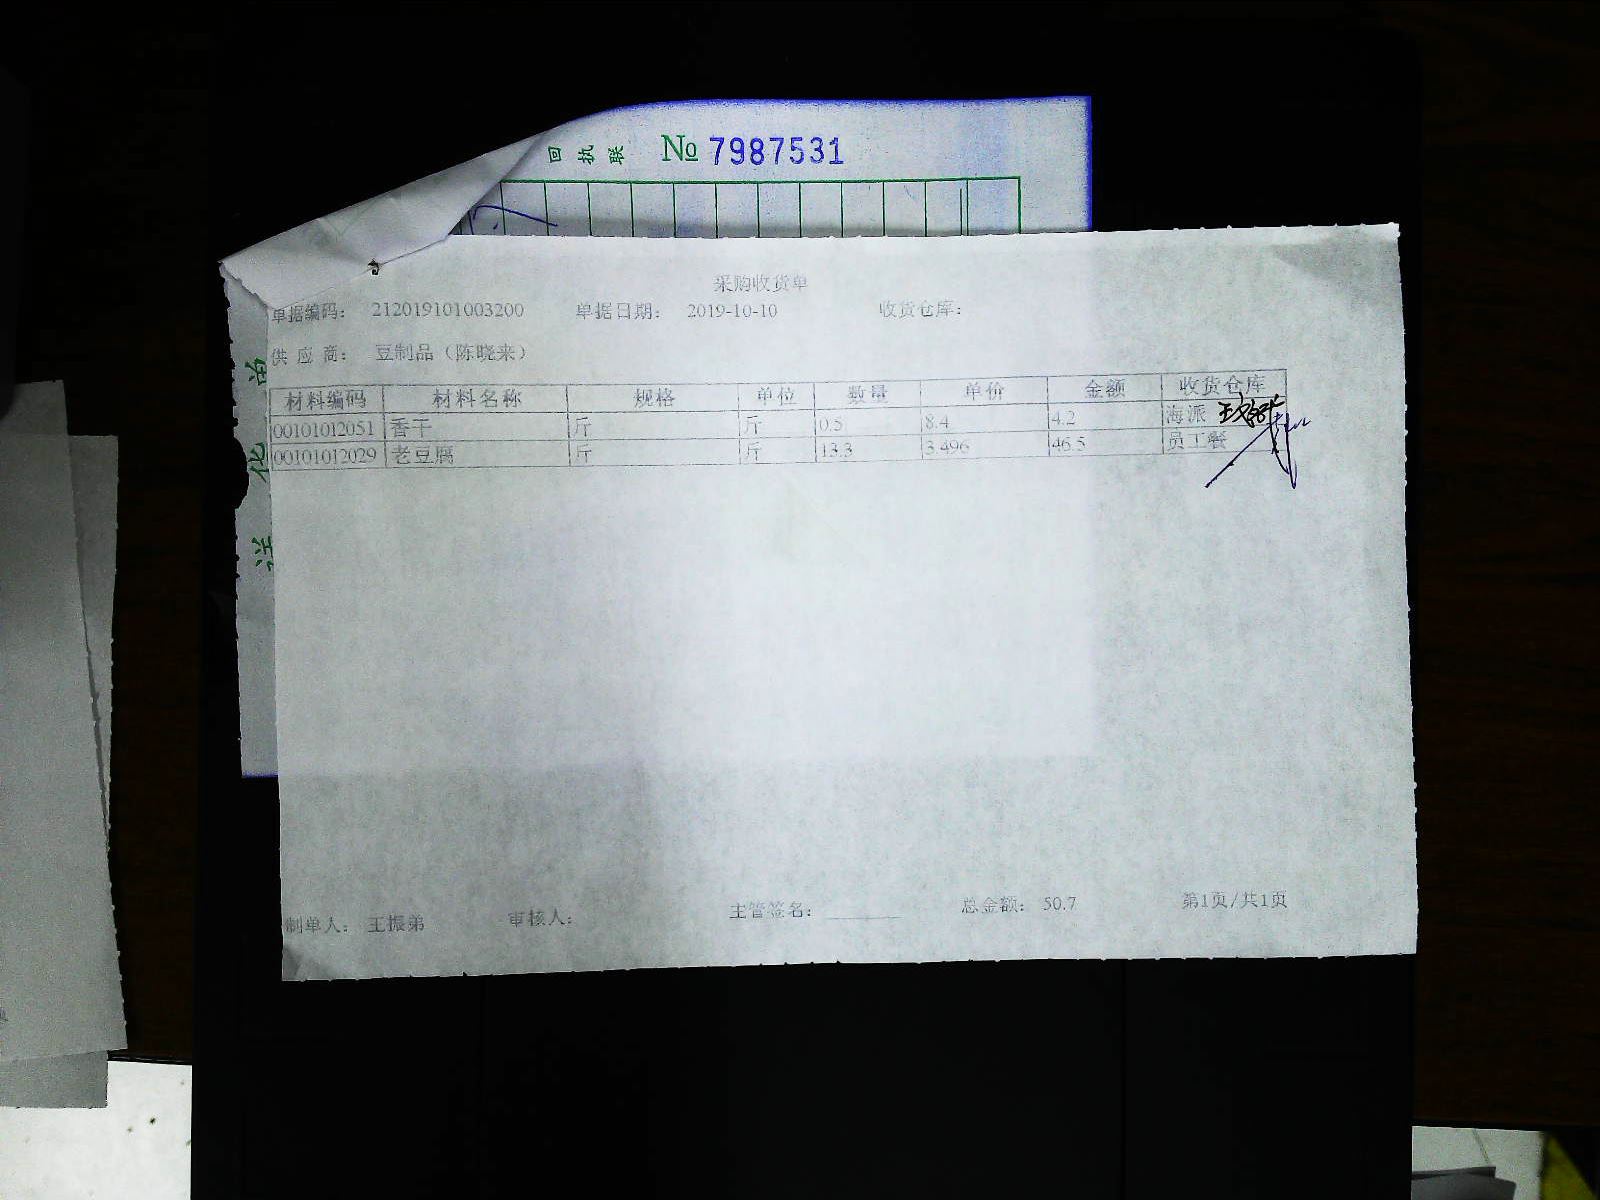 回执联 № 7987531
采购收货单
单据编码： 212019101003200 单据日期： 2019-10-10 收货仓库：
供应商： 豆制品（陈晓来）
材料编码 材料名称 规格 单位 数量 单价 金额 收货仓库
00101012051 香干 斤 斤 0.5 8.4 4.2 海派
00101012029 老豆腐 斤 斤 13.3 3.496 46.5 员工餐
制单人： 王振弟 审核人： 主管签名： 总金额： 50.7 第1页/共1页